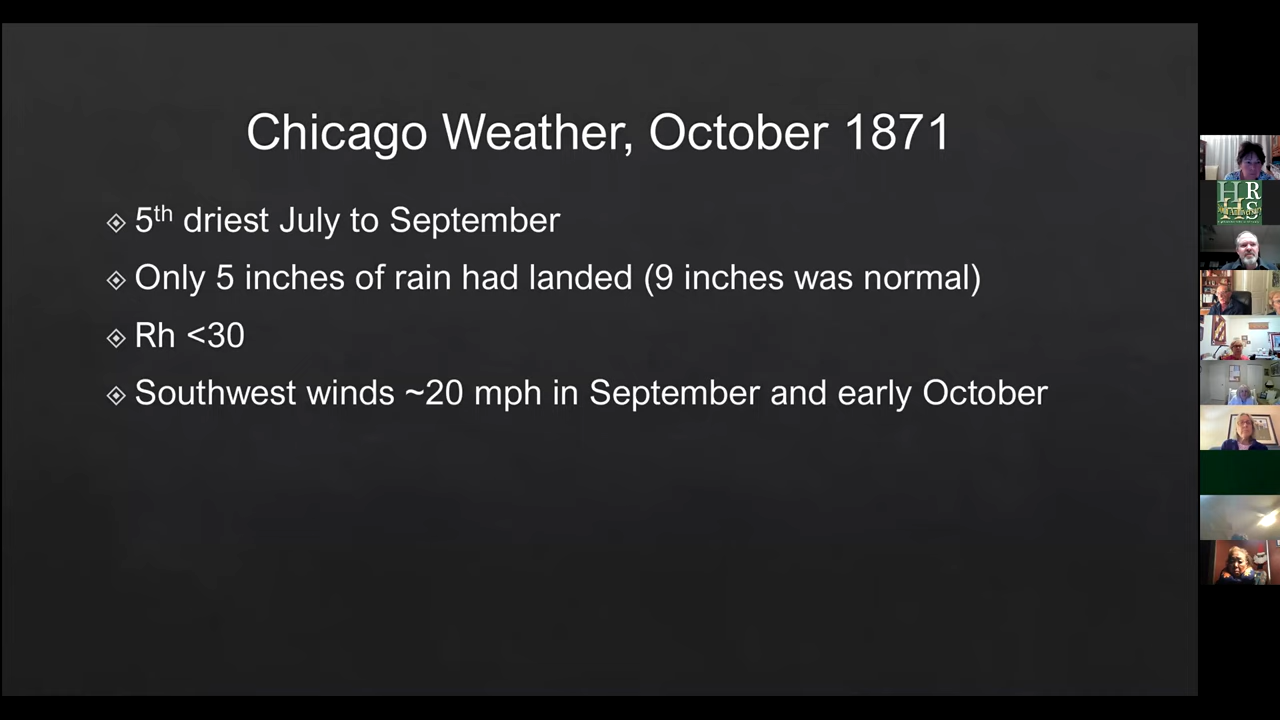 Chicago Weather, October 1871
5th driest July to September
Only 5 inches of rain had landed (9 inches was normal)
Rh <30
Southwest winds ~20 mph in September and early October
H R
H S